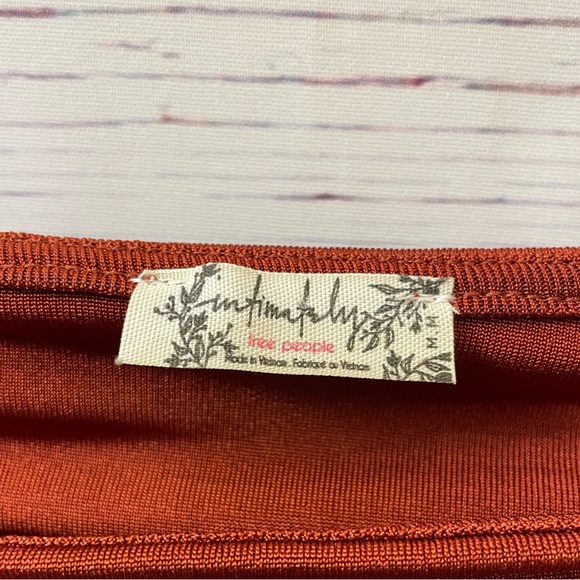 intimately
free people
Made in Vietnam . Fabriqué au Vietnam
M M